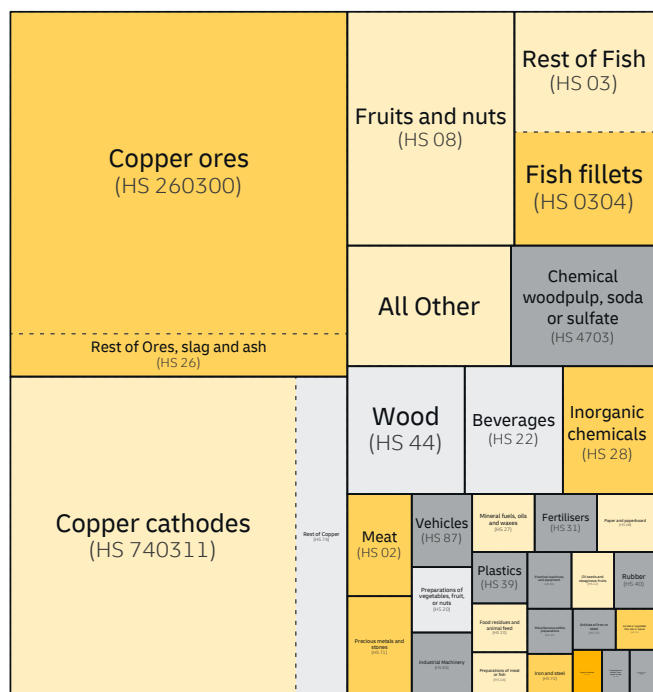 Copper ores
(HS 260300)
Rest of Ores, slag and ash
(HS 26)
Copper cathodes
(HS 740311)
Rest of Copper
(HS 74)
Fruits and nuts
(HS 08)
Rest of Fish
(HS 03)
Fish fillets
(HS 0304)
All Other
Chemical
woodpulp, soda
or sulfate
(HS 4703)
Wood
(HS 44)
Beverages
(HS 22)
Inorganic
chemicals
(HS 28)
Meat
(HS 02)
Precious metals and
stones
(HS 71)
Vehicles
(HS 87)
Preparations of
vegetables, fruit,
or nuts
(HS 20)
Industrial Machinery
Mineral fuels, oils
and waxes
(HS 27)
Fertilisers
(HS 31)
Paper and paperboard
Plastics
(HS 39)
Rubber
(HS 40)
Food residues and
animal feed
(HS 23)
Preparations of meat
or fish
Iron and steel
(HS 72)